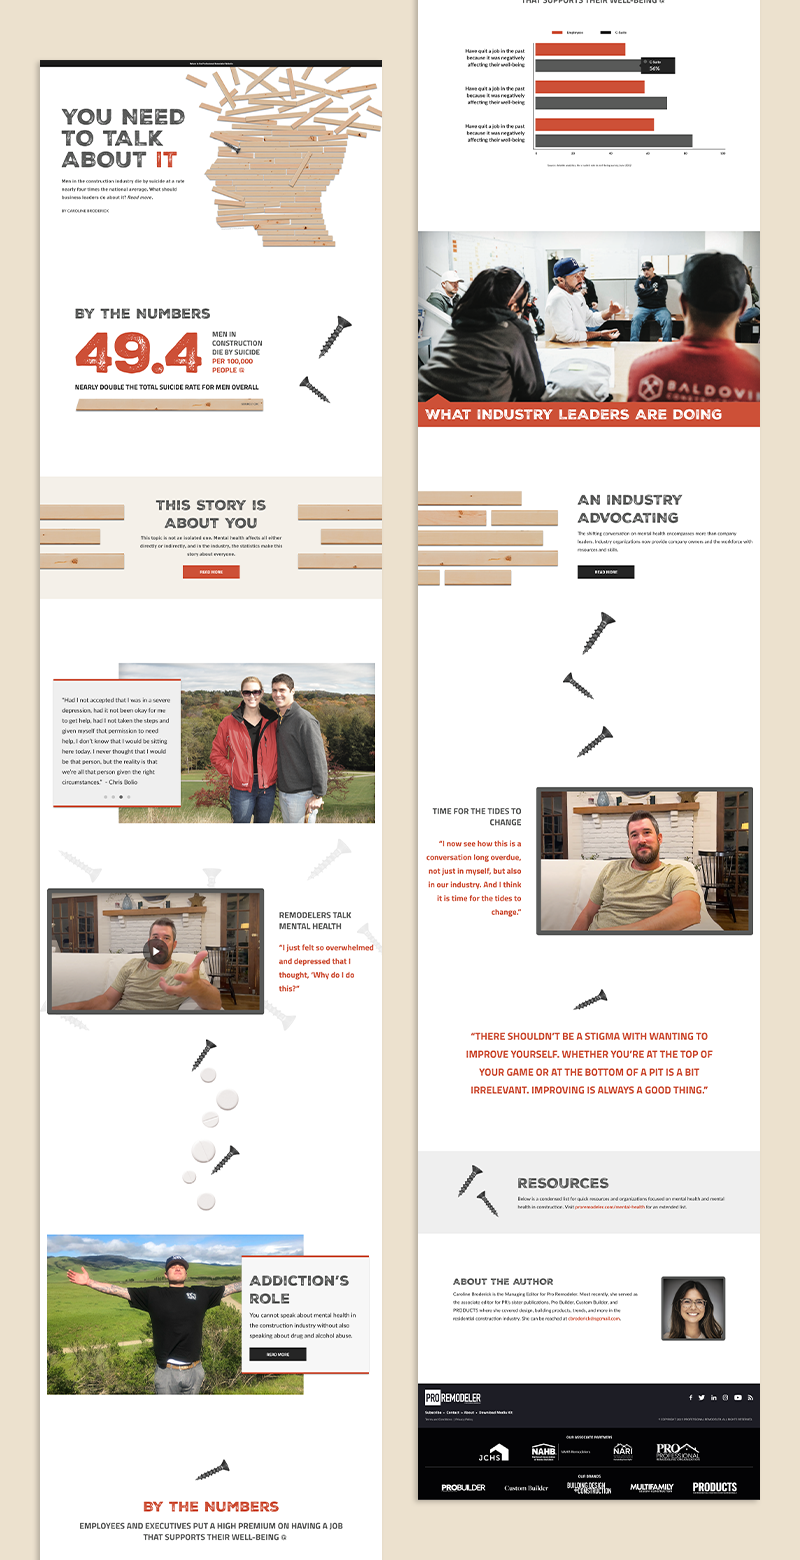 YOU NEED
TO TALK
ABOUT IT
Men in the construction industry die by suicide at a rate
nearly four times the national average. What should
business leaders do about it? Read more.
BY CAROLINE BRODERICK
BY THE NUMBERS
49.4
MEN IN
CONSTRUCTION
DIE BY SUICIDE
PER 100,000
PEOPLE
NEARLY DOUBLE THE TOTAL SUICIDE RATE FOR MEN OVERALL
THIS STORY IS
ABOUT YOU
This topic is not an isolated one. Mental health affects all either
directly or indirectly, and in the industry, the statistics make this
story about everyone.
READ MORE
"Had I not accepted that I was in a severe
depression, had it not been okay for me
to get help, had I not taken the steps and
given myself that permission to need
help, I don't know that I would be sitting
here today. I never thought that I would
be that person, but the reality is that
we're all that person given the right
circumstances." - Chris Bolio
REMODELERS TALK
MENTAL HEALTH
"I just felt so overwhelmed
and depressed that I
thought, 'Why do I do
this?"
ADDICTION'S
ROLE
You cannot speak about mental health in
the construction industry without also
speaking about drug and alcohol abuse.
READ MORE
BY THE NUMBERS
EMPLOYEES AND EXECUTIVES PUT A HIGH PREMIUM ON HAVING A JOB
THAT SUPPORTS THEIR WELL-BEING
THAT SUPPORTS THEIR WELL-BEING
Employees
C-Suite
Have quit a job in the past
because it was negatively
affecting their well-being
C-Suite
56%
Have quit a job in the past
because it was negatively
affecting their well-being
Have quit a job in the past
because it was negatively
affecting their well-being
0 20 40 60 80 100
BALDOVI
WHAT INDUSTRY LEADERS ARE DOING
AN INDUSTRY
ADVOCATING
The shifting conversation on mental health encompasses more than company
leaders. Industry organizations now provide company owners and the workforce with
resources and skills.
READ MORE
TIME FOR THE TIDES TO
CHANGE
"I now see how this is a
conversation long overdue,
not just in myself, but also
in our industry. And I think
it is time for the tides to
change."
"THERE SHOULDN'T BE A STIGMA WITH WANTING TO
IMPROVE YOURSELF. WHETHER YOU'RE AT THE TOP OF
YOUR GAME OR AT THE BOTTOM OF A PIT IS A BIT
IRRELEVANT. IMPROVING IS ALWAYS A GOOD THING."
RESOURCES
Below is a condensed list for quick resources and organizations focused on mental health and mental
health in construction. Visit proremodeler.com/mental-health for an extended list.
ABOUT THE AUTHOR
Caroline Broderick is the Managing Editor for Pro Remodeler. Most recently, she served as
the associate editor for PR's sister publications, Pro Builder, Custom Builder, and
PRODUCTS where she covered design, building products, trends, and more in the
residential construction industry. She can be reached at cbroderick@sgcmail.com.
PRO REMODELER
Subscribe • Contact • About • Download Media Kit
OUR ASSOCIATE PARTNERS
JCHS
NAHB
NARI
PRO
PROFESSIONAL
OUR BRANDS
PROBUILDER
Custom Builder
BUILDING DESIGN
+CONSTRUCTION
MULTIFAMILY
PRODUCTS